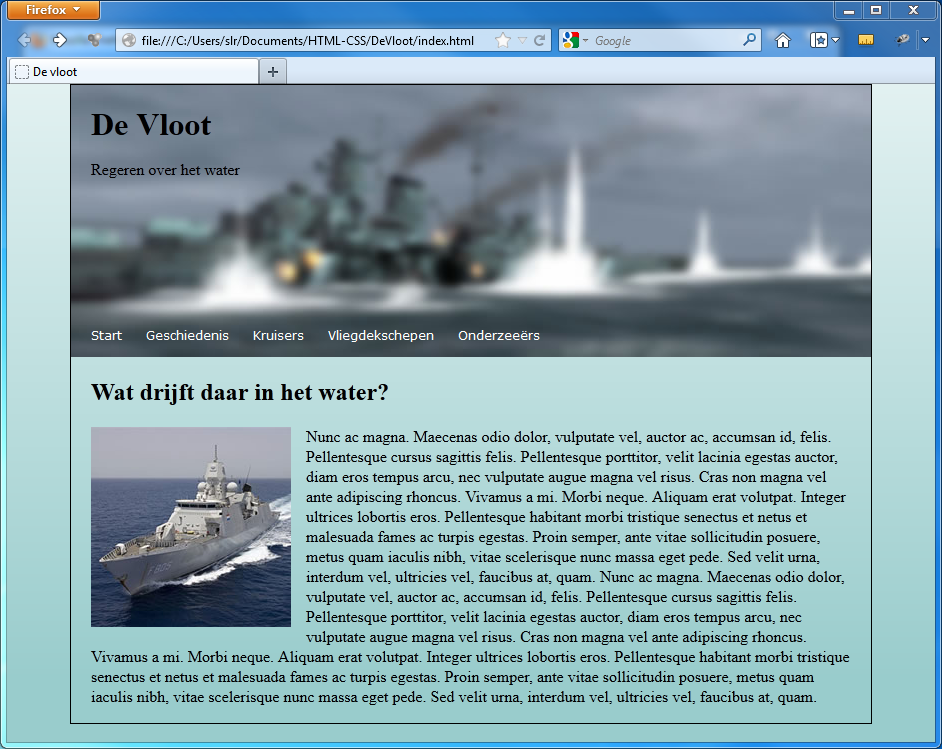 Firefox
file:///C:/Users/slr/Documents/HTML-CSS/DeVloot/index.html
Google
De vloot
De Vloot
Regeren over het water
Start Geschiedenis Kruisers Vliegdekschepen Onderzeeërs
Wat drijft daar in het water?
Nunc ac magna. Maecenas odio dolor, vulputate vel, auctor ac, accumsan id, felis.
Pellentesque cursus sagittis felis. Pellentesque porttitor, velit lacinia egestas auctor,
diam eros tempus arcu, nec vulputate augue magna vel risus. Cras non magna vel
ante adipiscing rhoncus. Vivamus a mi. Morbi neque. Aliquam erat volutpat. Integer
ultrices lobortis eros. Pellentesque habitant morbi tristique senectus et netus et
malesuada fames ac turpis egestas. Proin semper, ante vitae sollicitudin posuere,
metus quam iaculis nibh, vitae scelerisque nunc massa eget pede. Sed velit urna,
interdum vel, ultricies vel, faucibus at, quam. Nunc ac magna. Maecenas odio dolor,
vulputate vel, auctor ac, accumsan id, felis. Pellentesque cursus sagittis felis.
Pellentesque porttitor, velit lacinia egestas auctor, diam eros tempus arcu, nec
vulputate augue magna vel risus. Cras non magna vel ante adipiscing rhoncus.
Vivamus a mi. Morbi neque. Aliquam erat volutpat. Integer ultrices lobortis eros. Pellentesque habitant morbi tristique
senectus et netus et malesuada fames ac turpis egestas. Proin semper, ante vitae sollicitudin posuere, metus quam
iaculis nibh, vitae scelerisque nunc massa eget pede. Sed velit urna, interdum vel, ultricies vel, faucibus at, quam.